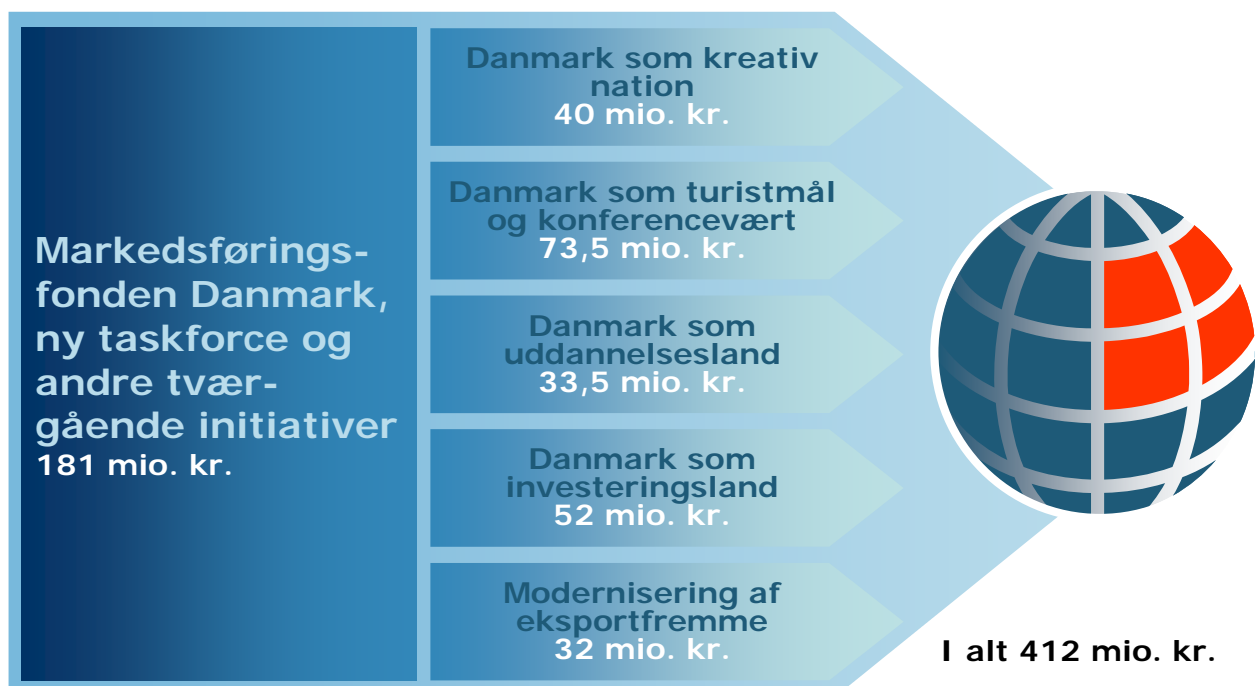 Markedsførings-
fonden Danmark,
ny taskforce og
andre tvær-
gående initiativer
181 mio. kr.
Danmark som kreativ
nation
40 mio. kr.
Danmark som turistmål
og konferencevært
73,5 mio. kr.
Danmark som
uddannelsesland
33,5 mio. kr.
Danmark som
investeringsland
52 mio. kr.
Modernisering af
eksportfremme
32 mio. kr.
I alt 412 mio. kr.